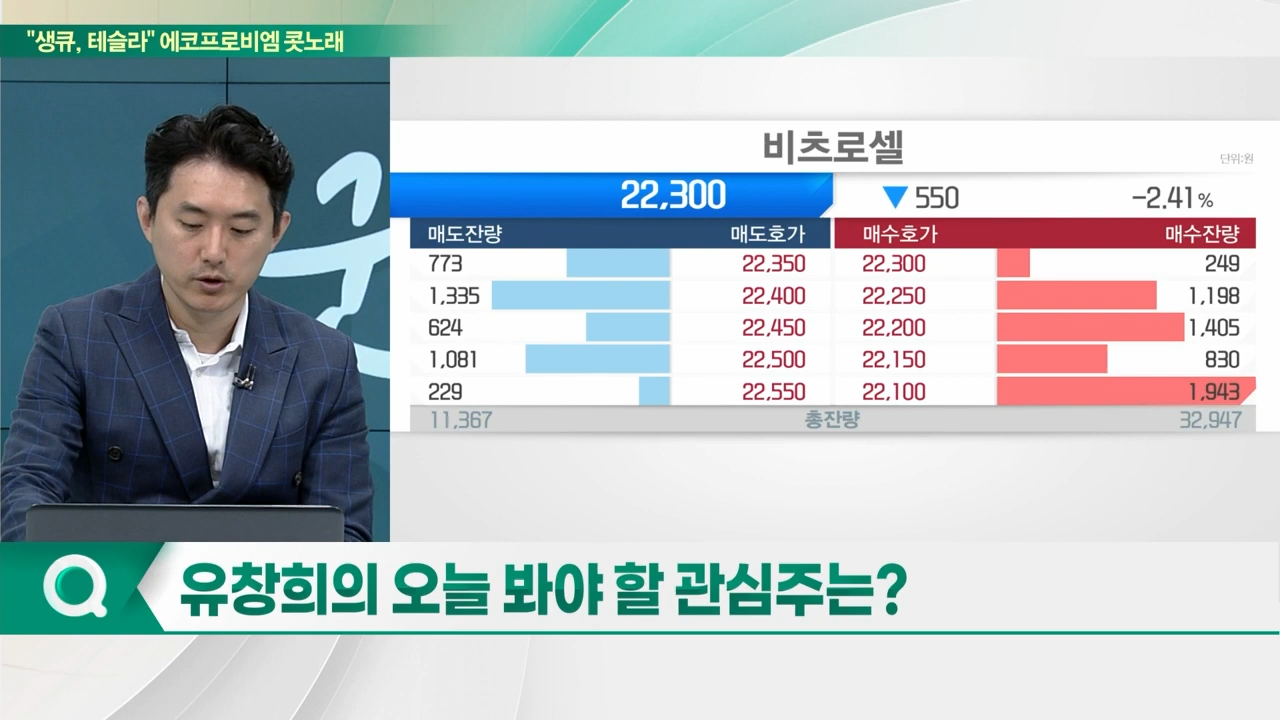 "생큐, 테슬라" 에코프로비엠 콧노래
비츠로셀
단위:원
22,300 ▼ 550 -2.41%
매도잔량 매도호가 매수호가 매수잔량
773 22,350 22,300 249
1,335 22,400 22,250 1,198
624 22,450 22,200 1,405
1,081 22,500 22,150 830
229 22,550 22,100 1,943
11,367 총잔량 32,947
유창희의 오늘 봐야 할 관심주는?